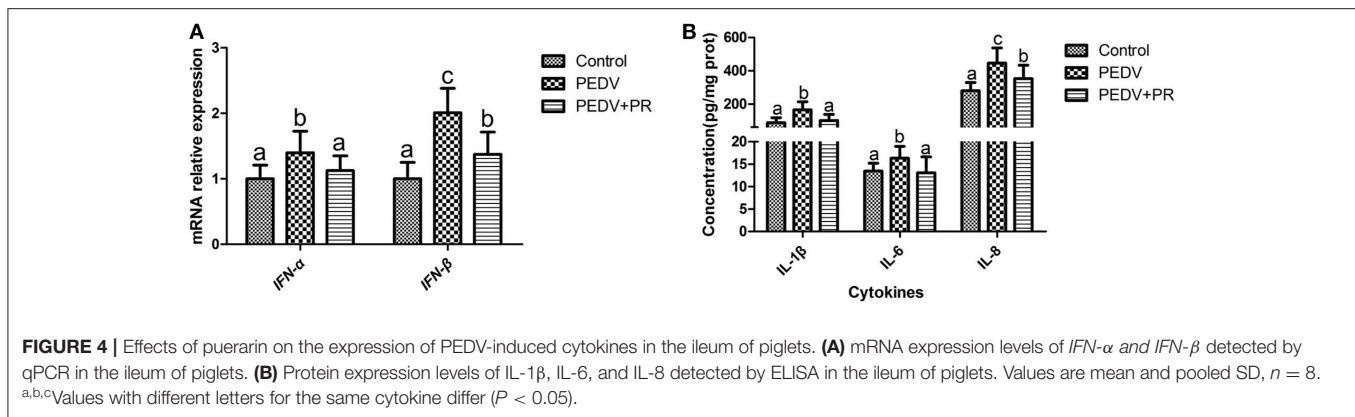 A
mRNA relative expression
3
2
1
0
a
b
a
a
c
b
IFN-α
IFN-β
Control
PEDV
PEDV+PR
B
Concentration(pg/mg prot)
600
400
200
20
15
10
5
0
a
b
a
a
b
a
a
c
b
IL-1β
IL-6
IL-8
Cytokines
Control
PEDV
PEDV+PR
FIGURE 4 | Effects of puerarin on the expression of PEDV-induced cytokines in the ileum of piglets. (A) mRNA expression levels of IFN-α and IFN-β detected by
qPCR in the ileum of piglets. (B) Protein expression levels of IL-1β, IL-6, and IL-8 detected by ELISA in the ileum of piglets. Values are mean and pooled SD, n = 8.
a,b,cValues with different letters for the same cytokine differ (P < 0.05).